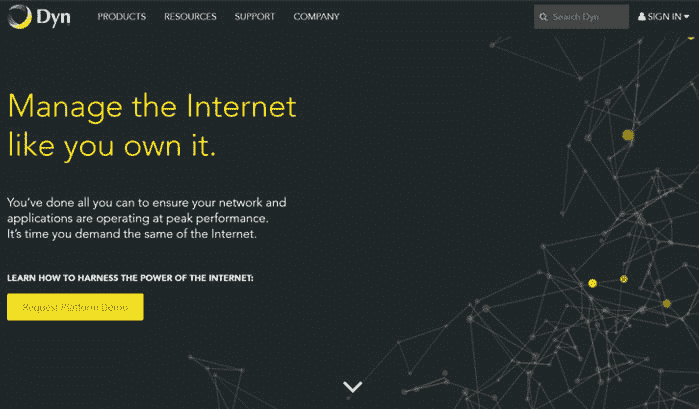 Dyn PRODUCTS RESOURCES SUPPORT COMPANY Search Dyn SIGN IN
Manage the Internet
like you own it.
You've done all you can to ensure your network and
applications are operating at peak performance.
It's time you demand the same of the Internet.
LEARN HOW TO HARNESS THE POWER OF THE INTERNET:
Request Platform Demo